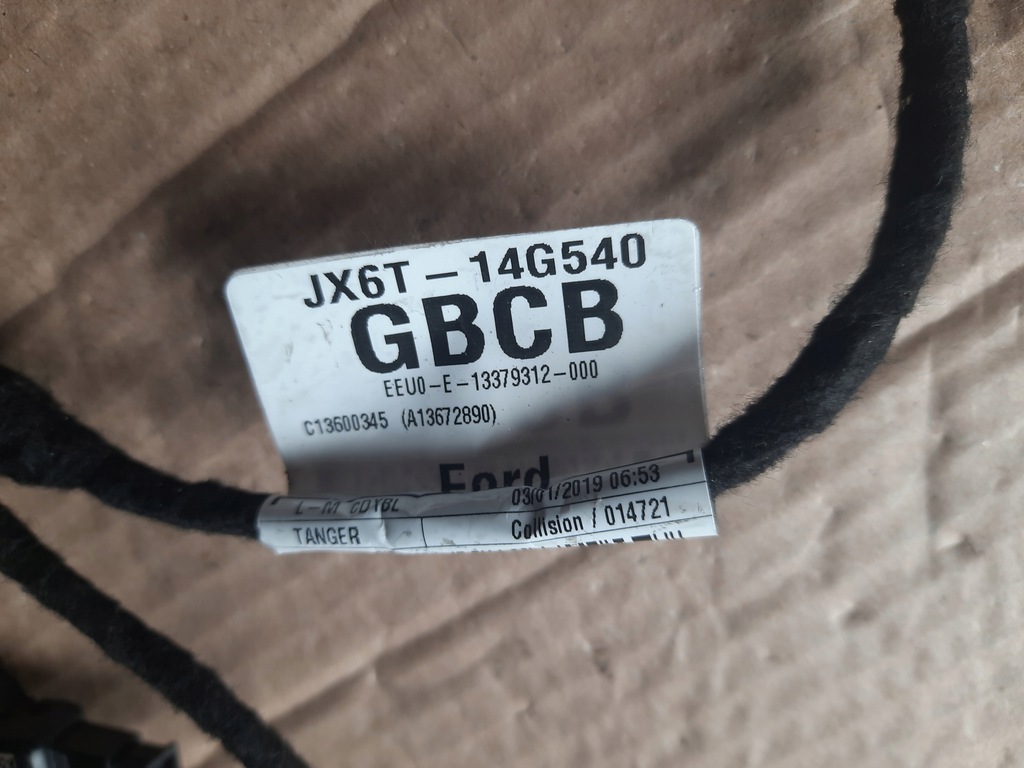 JX6T-14G540
GBCB
EEU0-E-13379312-000
C13600345 (A13672890)
Ford
03/01/2019 06:53
TANGER
Collision / 014721